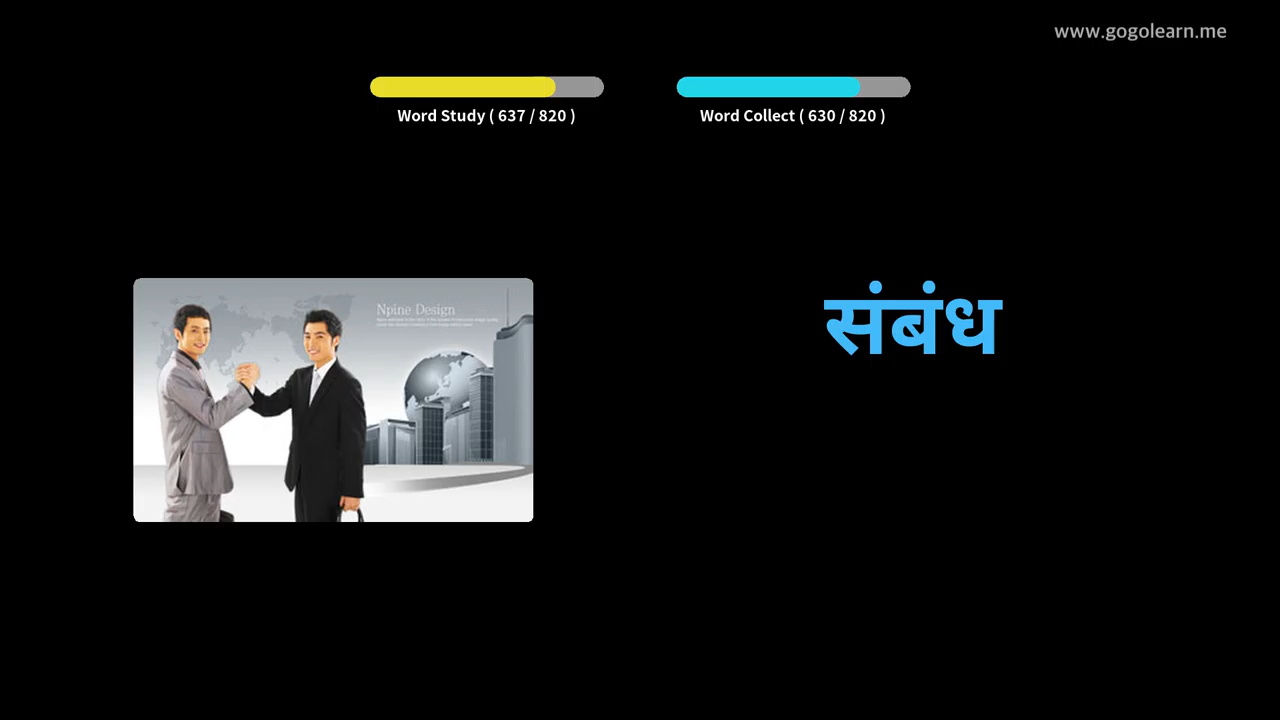 www.gogolearn.me
Word Study ( 637 / 820 )
Word Collect ( 630 / 820 )
Npine Design
संबंध